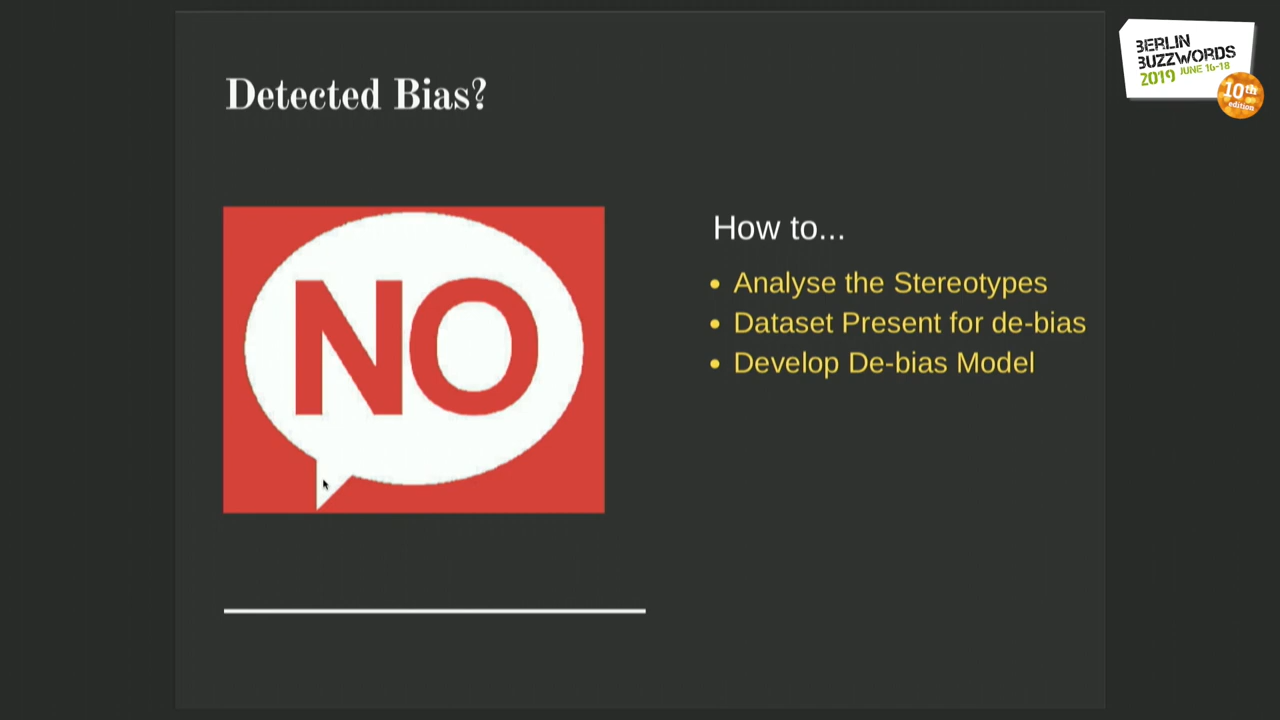 Detected Bias?
NO
How to...
• Analyse the Stereotypes
• Dataset Present for de-bias
• Develop De-bias Model
BERLIN
BUZZWORDS
2019 JUNE 16-18
10th
edition